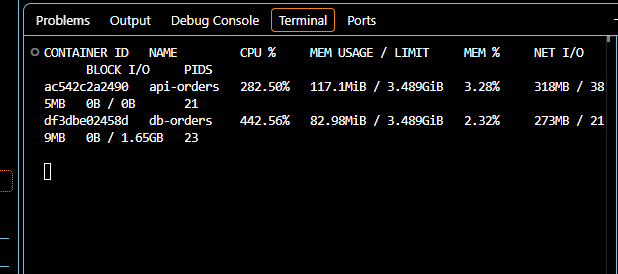 Problems Output Debug Console Terminal Ports
CONTAINER ID NAME CPU % MEM USAGE / LIMIT MEM % NET I/O
BLOCK I/O PIDS
ac542c2a2490 api-orders 282.50% 117.1MiB / 3.489GiB 3.28% 318MB / 38
5MB 0B / 0B 21
df3dbe02458d db-orders 442.56% 82.98MiB / 3.489GiB 2.32% 273MB / 21
9MB 0B / 1.65GB 23